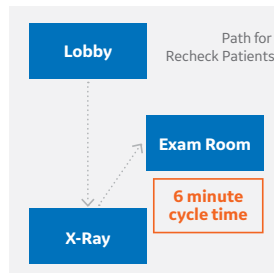 Lobby
Path for
Recheck Patients
Exam Room
6 minute
cycle time
X-Ray